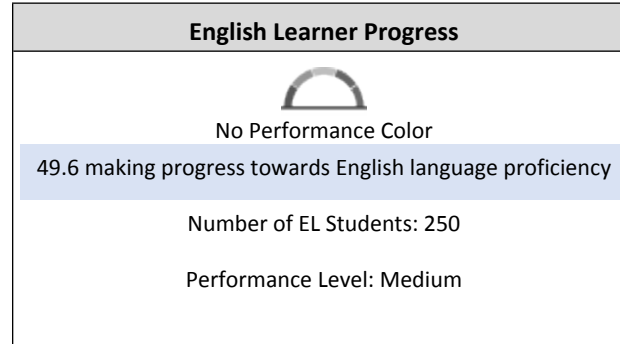 English Learner Progress
No Performance Color
49.6 making progress towards English language proficiency
Number of EL Students: 250
Performance Level: Medium